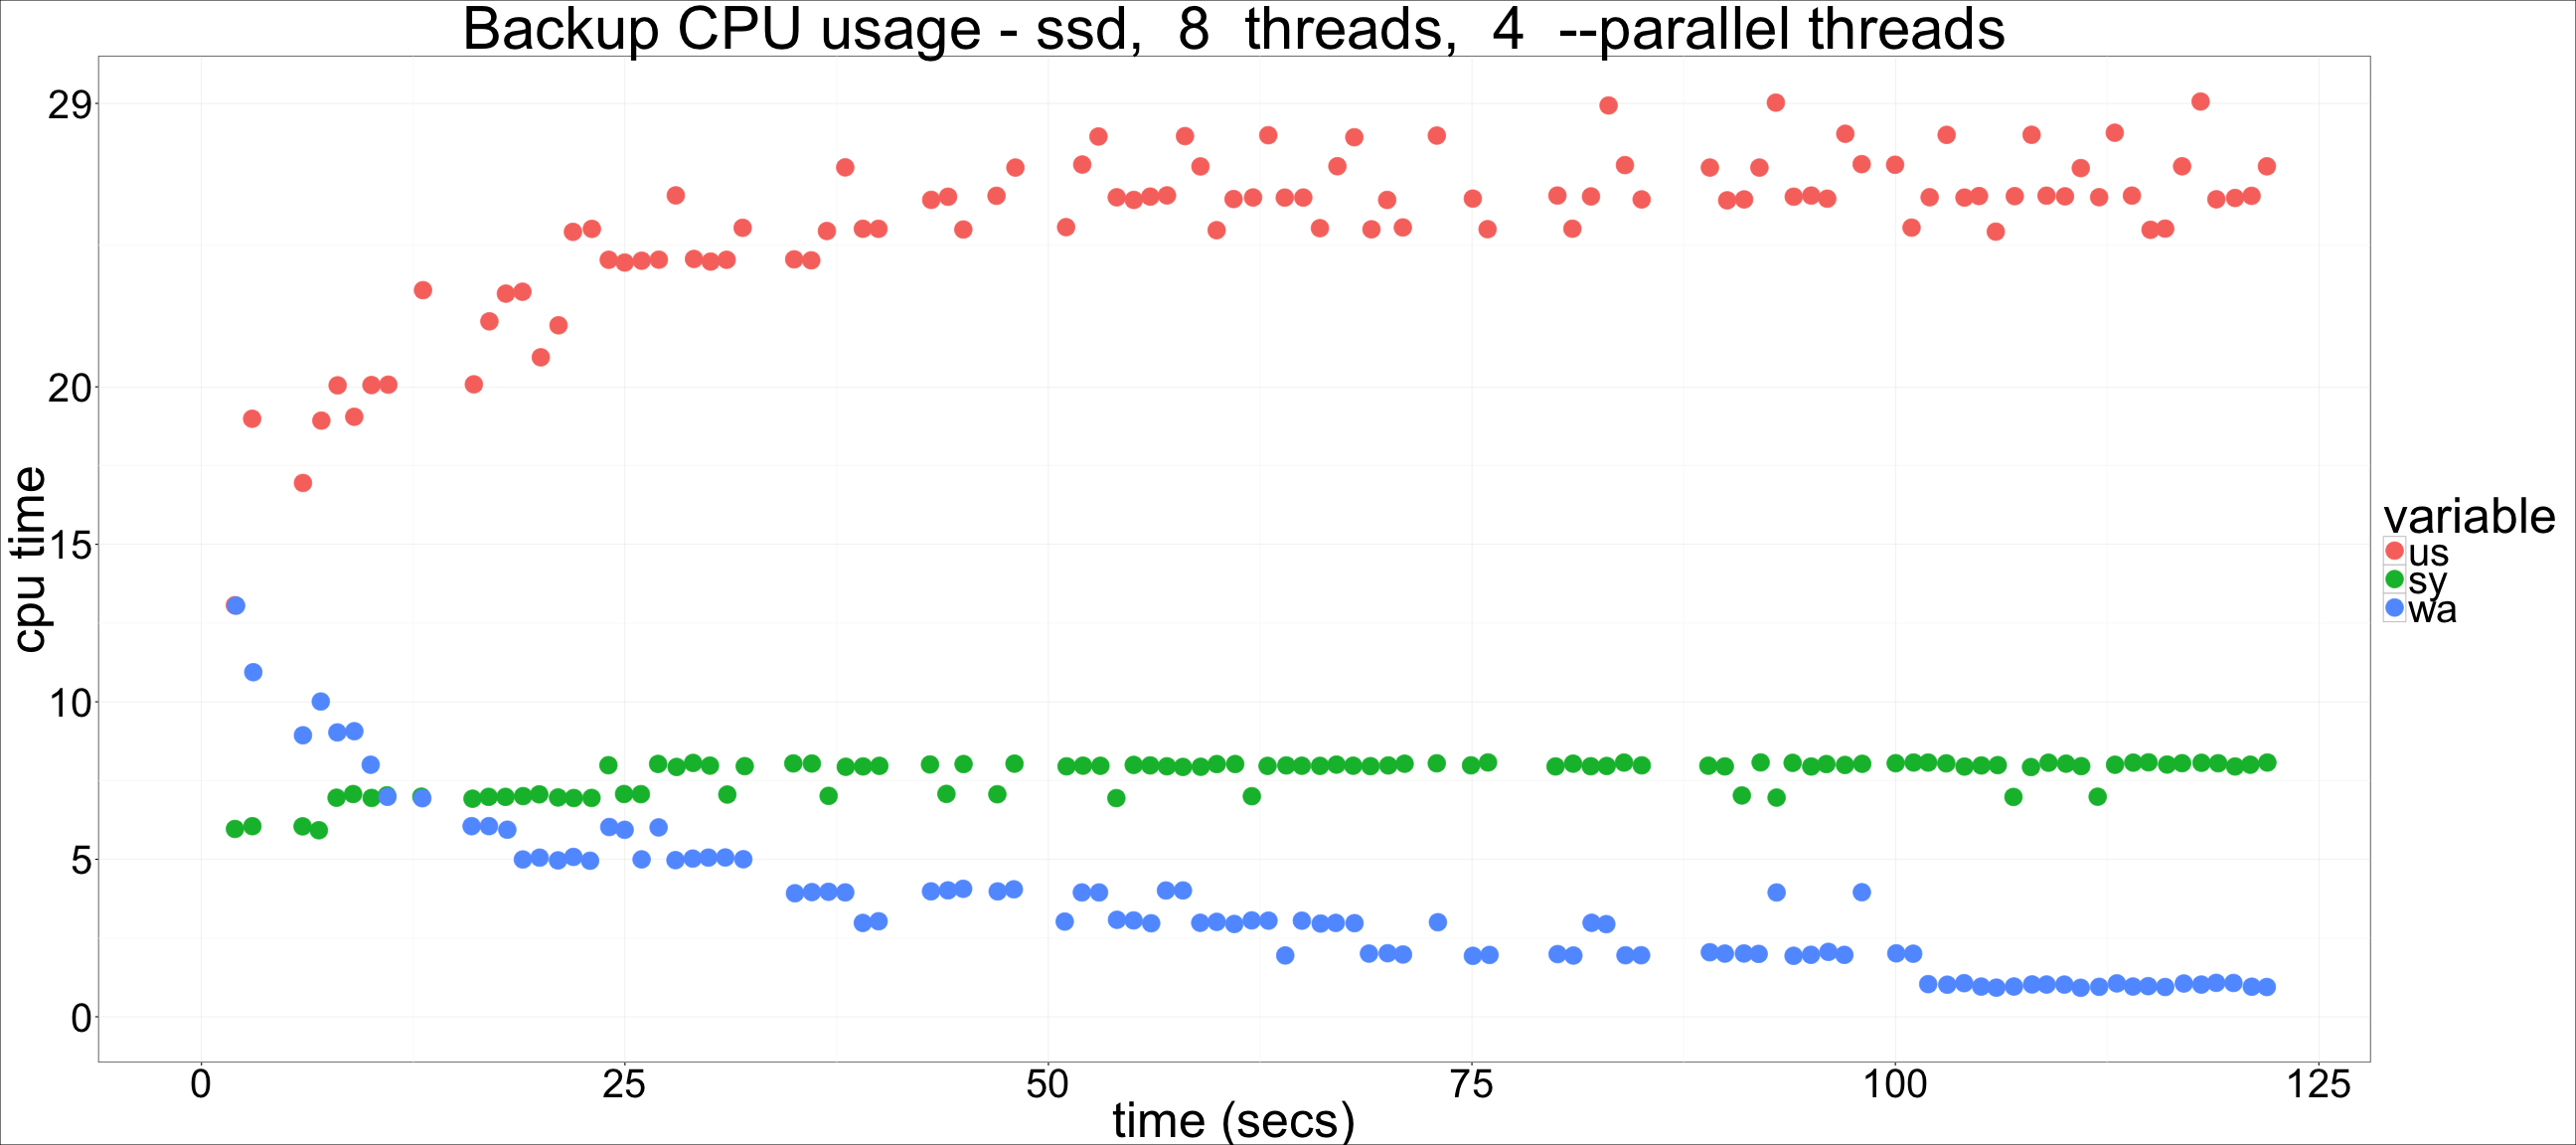 Backup CPU usage - ssd,  8  threads,  4  --parallel threads
29
20
15
10
5
0
cpu time
0 25 50 75 100 125
time (secs)
variable
us
sy
wa